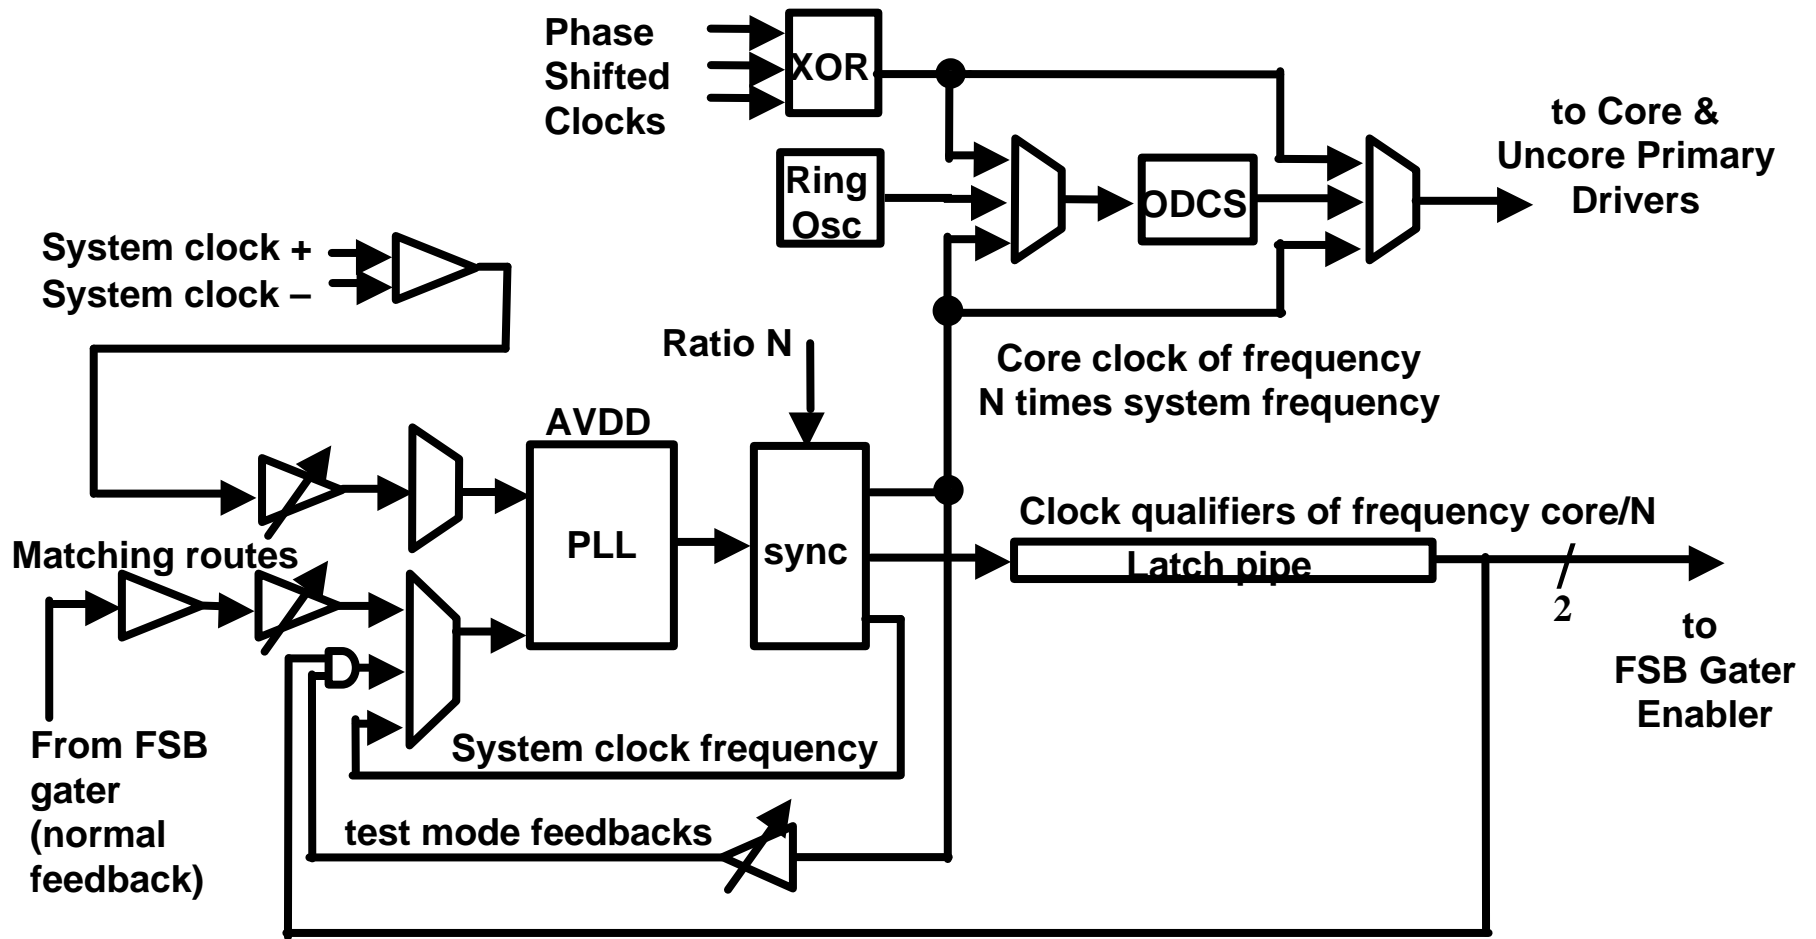 Phase
Shifted
Clocks
XOR
to Core &
Uncore Primary
Drivers
Ring
Osc
ODCS
System clock +
System clock –
Ratio N
Core clock of frequency
N times system frequency
AVDD
PLL
sync
Clock qualifiers of frequency core/N
Latch pipe
2
Matching routes
to
FSB Gater
Enabler
From FSB
gater
(normal
feedback)
System clock frequency
test mode feedbacks